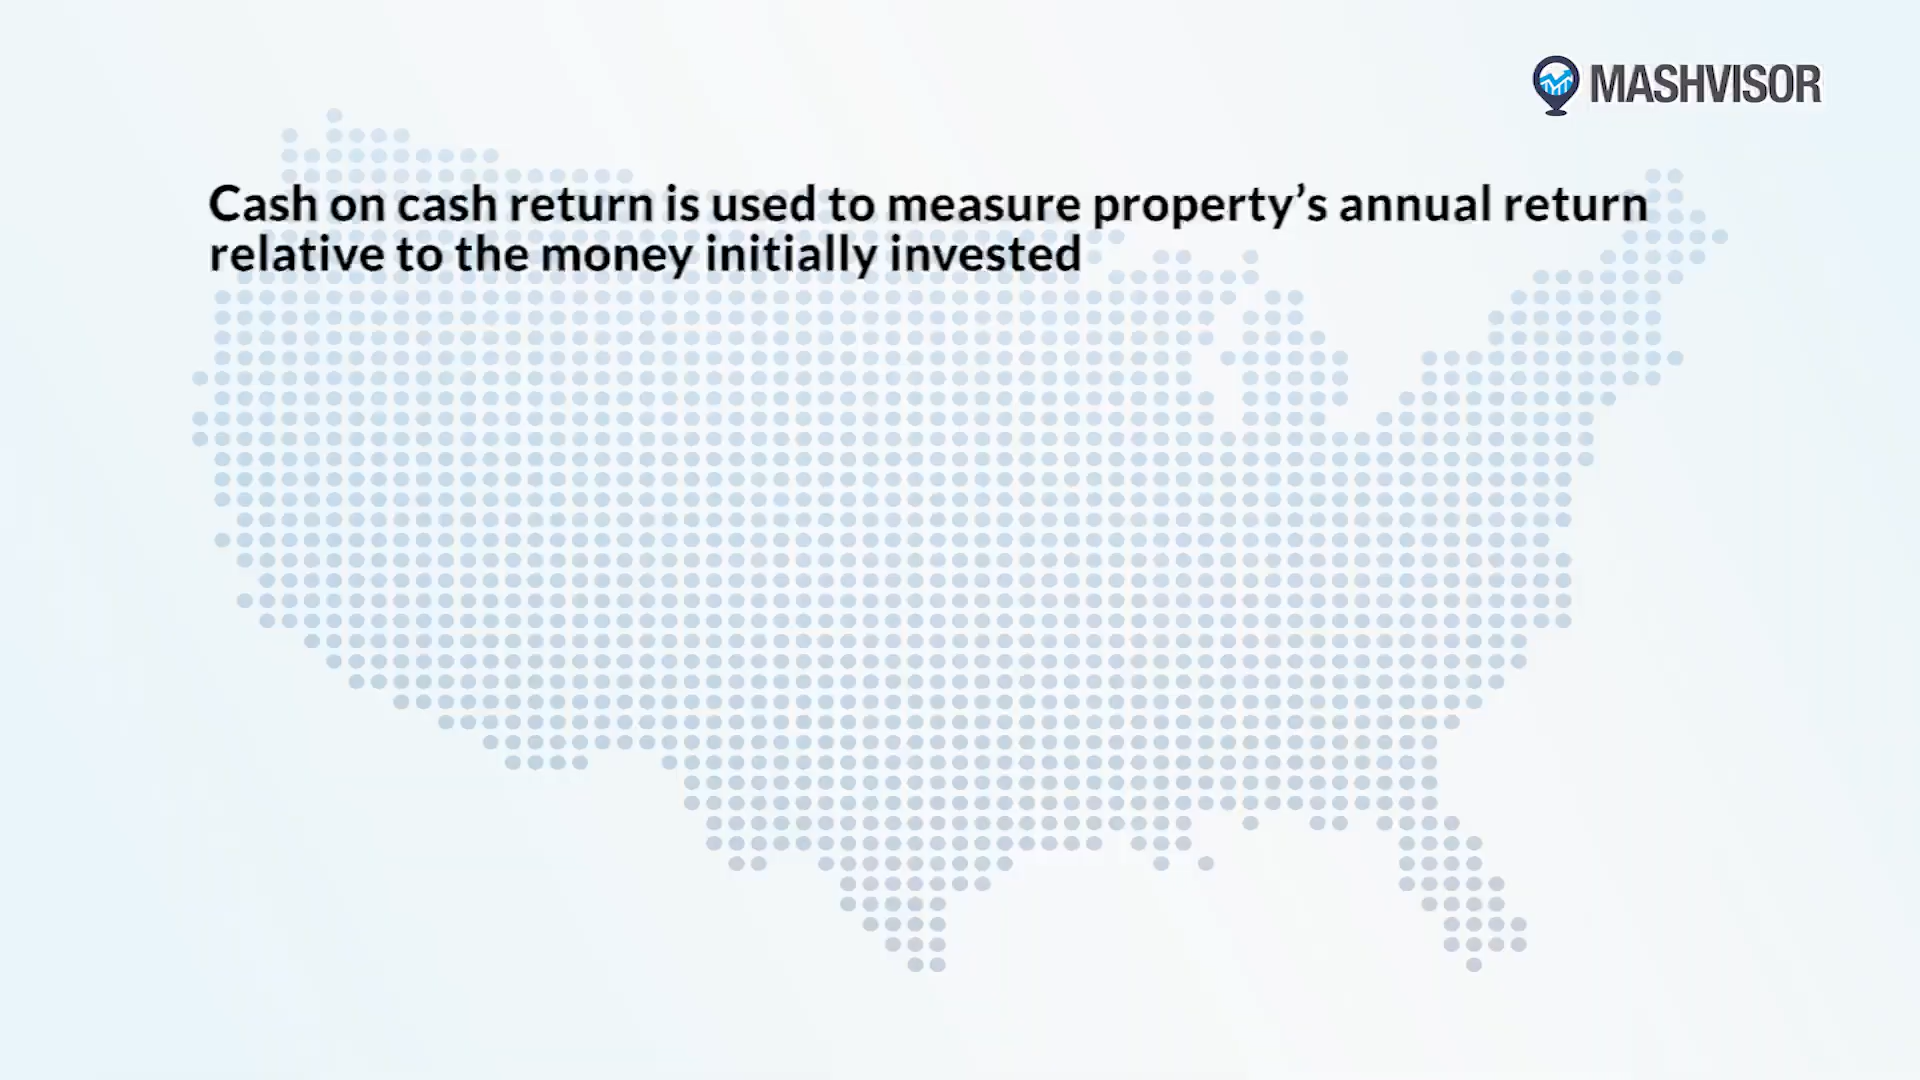 MASHVISOR
Cash on cash return is used to measure property’s annual return
relative to the money initially invested